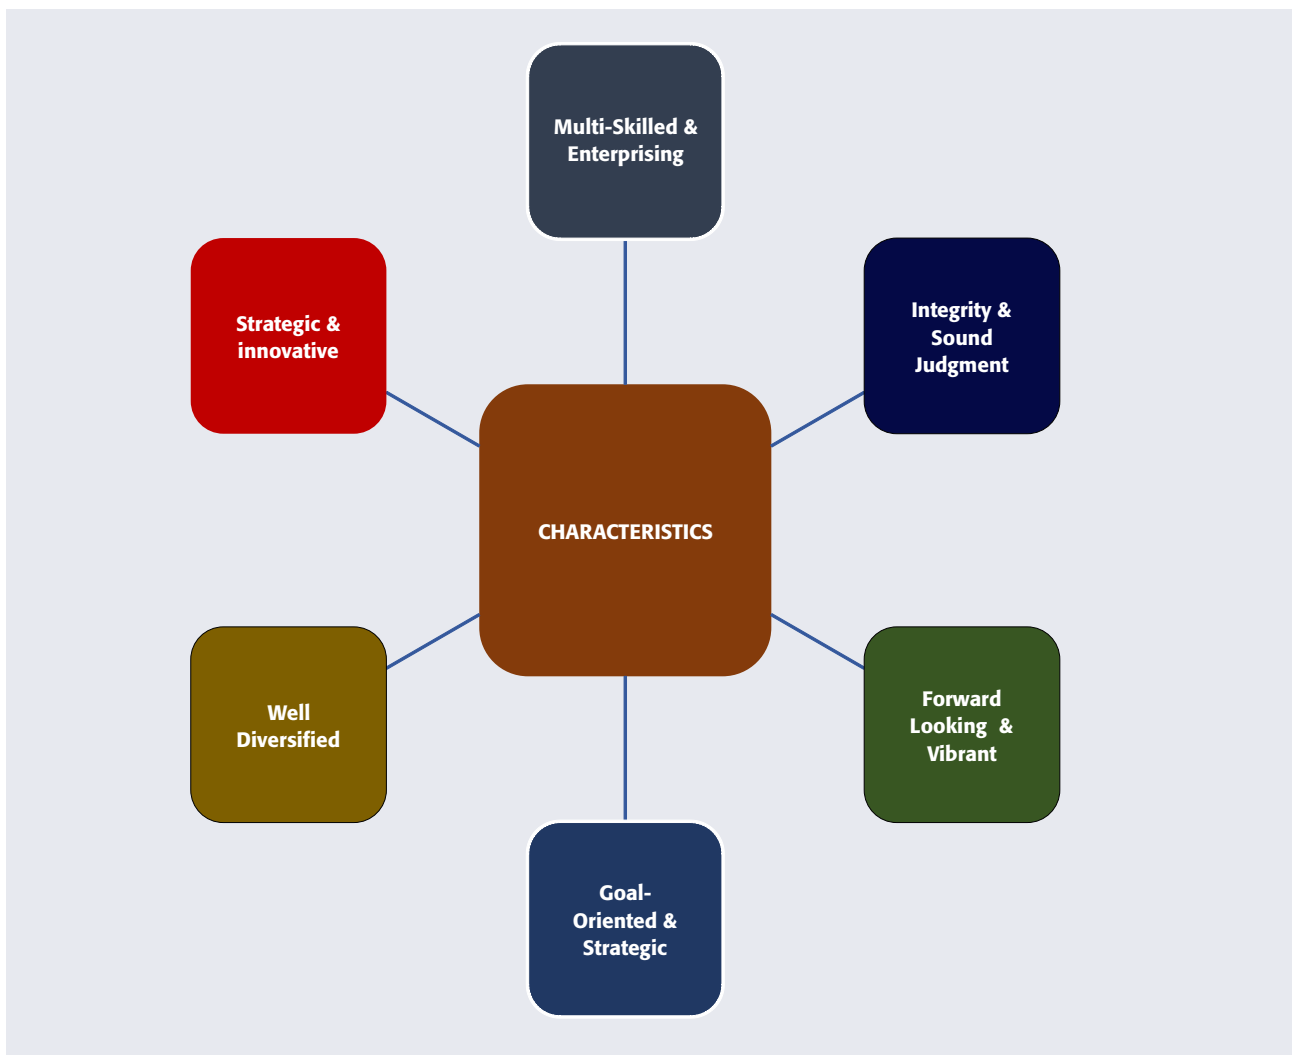 Multi-Skilled &
Enterprising
Strategic &
innovative
Integrity &
Sound
Judgment
CHARACTERISTICS
Well
Diversified
Forward
Looking  &
Vibrant
Goal-
Oriented &
Strategic